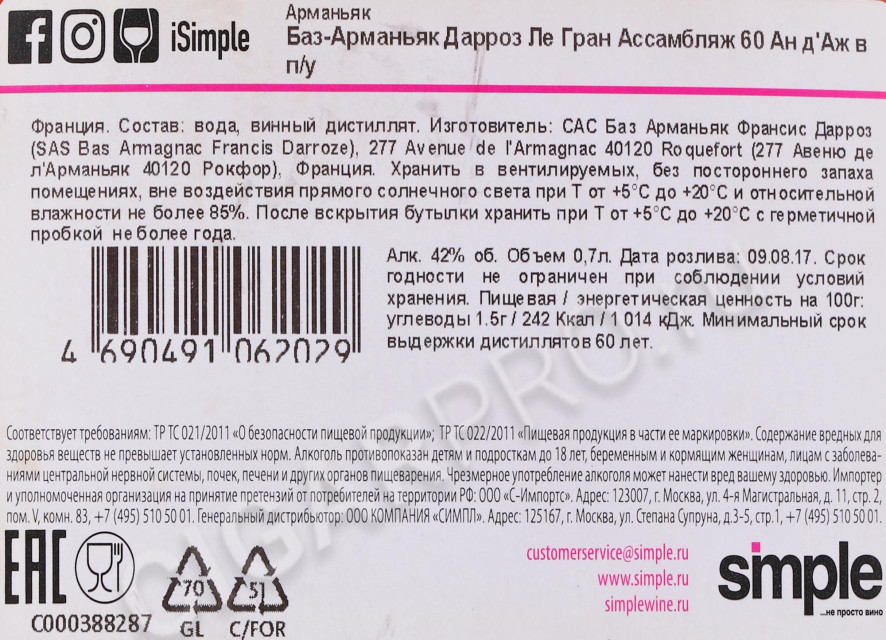 iSimple
Арманьяк
Баз-Арманьяк Дарроз Ле Гран Ассамбляж 60 Ан д'Аж в
п/у
Франция. Состав: вода, винный дистиллят. Изготовитель: САС Баз Арманьяк Франсис Дарроз
(SAS Bas Armagnac Francis Darroze), 277 Avenue de l'Armagnac 40120 Roquefort (277 Авеню де
л'Арманьяк 40120 Рокфор), Франция. Хранить в вентилируемых, без постороннего запаха
помещениях, вне воздействия прямого солнечного света при Т от +5°С до +20°С и относительной
влажности не более 85%. После вскрытия бутылки хранить при Т от +5°С до +20°С с герметичной
пробкой не более года.
Алк. 42% об. Объем 0,7л. Дата розлива: 09.08.17. Срок
годности не ограничен при соблюдении условий
хранения. Пищевая / энергетическая ценность на 100г:
углеводы 1.5г / 242 Ккал / 1 014 кДж. Минимальный срок
выдержки дистиллятов 60 лет.
4 690491 062029
Соответствует требованиям: ТР ТС 021/2011 «О безопасности пищевой продукции»; ТР ТС 022/2011 «Пищевая продукция в части ее маркировки». Содержание вредных для
здоровья веществ не превышает установленных норм. Алкоголь противопоказан детям и подросткам до 18 лет, беременным и кормящим женщинам, лицам с заболева-
ниями центральной нервной системы, почек, печени и других органов пищеварения. Чрезмерное употребление алкоголя может нанести вред вашему здоровью. Импортер
и уполномоченная организация на принятие претензий от потребителей на территории РФ: ООО «С-Импортс». Адрес: 123007, г. Москва, ул. 4-я Магистральная, д. 11, стр. 2,
пом. V, комн. 83, +7 (495) 510 50 01. Генеральный дистрибьютор: ООО КОМПАНИЯ «СИМПЛ». Адрес: 125167, г. Москва, ул. Степана Супруна, д.3-5, стр.1, +7 (495) 510 50 01.
EAC
C000388287
70
GL
51
C/FOR
customerservice@simple.ru
www.simple.ru
simplewine.ru
simple
...не просто вино
CIGARPRO.ru